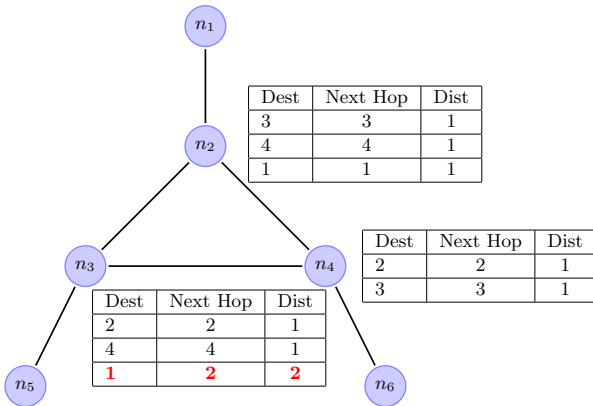 n1
Dest Next Hop Dist
3 3 1
4 4 1
1 1 1
n2
Dest Next Hop Dist
2 2 1
3 3 1
n3
n4
Dest Next Hop Dist
2 2 1
4 4 1
1 2 2
n5
n6